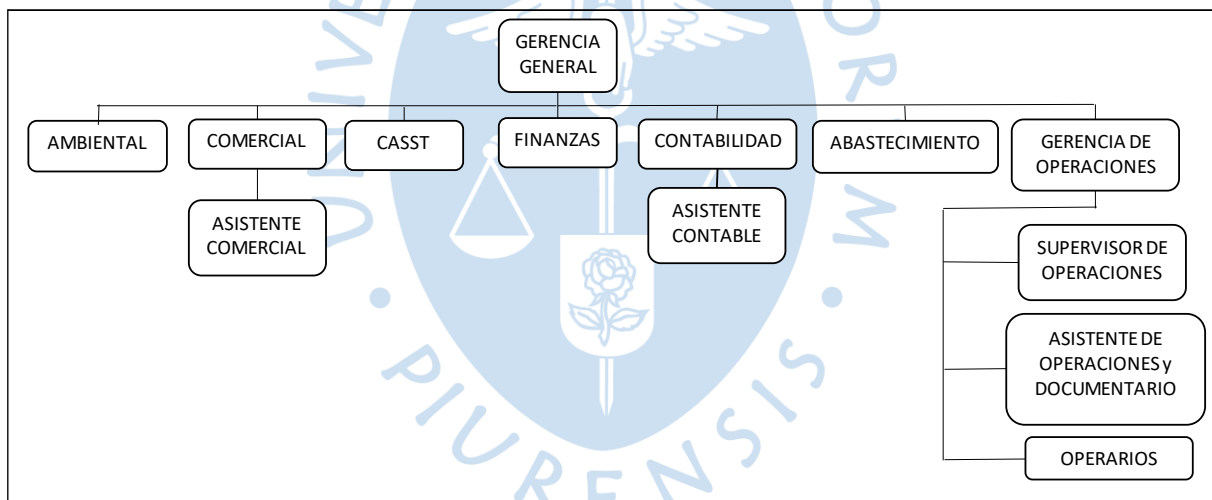 GERENCIA
GENERAL
AMBIENTAL
COMERCIAL
CASST
FINANZAS
CONTABILIDAD
ABASTECIMIENTO
GERENCIA DE
OPERACIONES
ASISTENTE
COMERCIAL
ASISTENTE
CONTABLE
SUPERVISOR DE
OPERACIONES
ASISTENTE DE
OPERACIONES y
DOCUMENTARIO
OPERARIOS
PIURENSIS